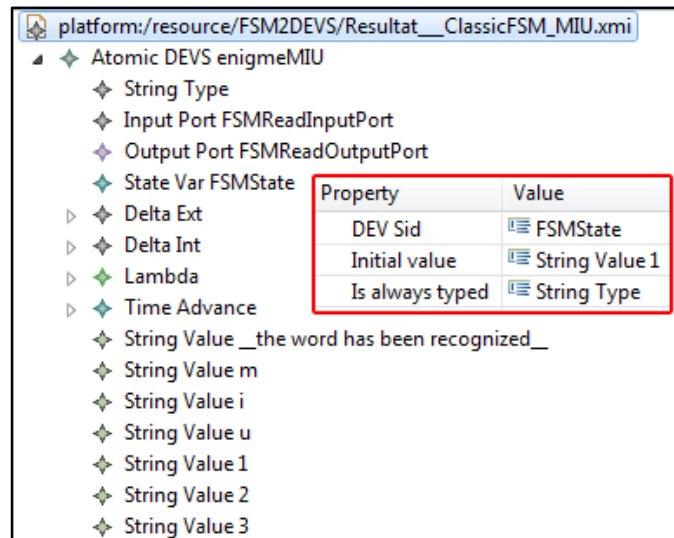 platform:/resource/FSM2DEVS/Resultat___ClassicFSM_MIU.xmi
Atomic DEVS enigmeMIU
String Type
Input Port FSMReadInputPort
Output Port FSMReadOutputPort
State Var FSMState
Delta Ext
Delta Int
Lambda
Time Advance
Property Value
DEV Sid FSMState
Initial value String Value 1
Is always typed String Type
String Value __the word has been recognized__
String Value m
String Value i
String Value u
String Value 1
String Value 2
String Value 3